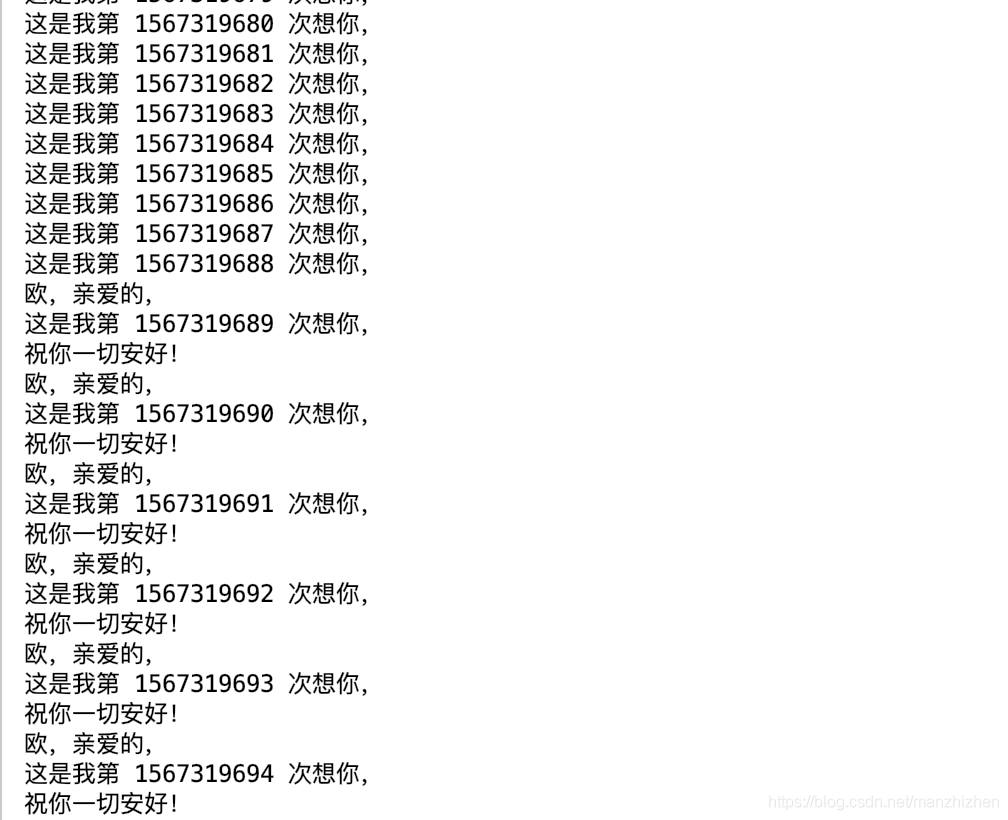 这是我第 1567319679 次想你,
这是我第 1567319680 次想你,
这是我第 1567319681 次想你,
这是我第 1567319682 次想你,
这是我第 1567319683 次想你,
这是我第 1567319684 次想你,
这是我第 1567319685 次想你,
这是我第 1567319686 次想你,
这是我第 1567319687 次想你,
这是我第 1567319688 次想你,
欧, 亲爱的,
这是我第 1567319689 次想你,
祝你一切安好!
欧, 亲爱的,
这是我第 1567319690 次想你,
祝你一切安好!
欧, 亲爱的,
这是我第 1567319691 次想你,
祝你一切安好!
欧, 亲爱的,
这是我第 1567319692 次想你,
祝你一切安好!
欧, 亲爱的,
这是我第 1567319693 次想你,
祝你一切安好!
欧, 亲爱的,
这是我第 1567319694 次想你,
祝你一切安好!
https://blog.csdn.net/manzhizhen